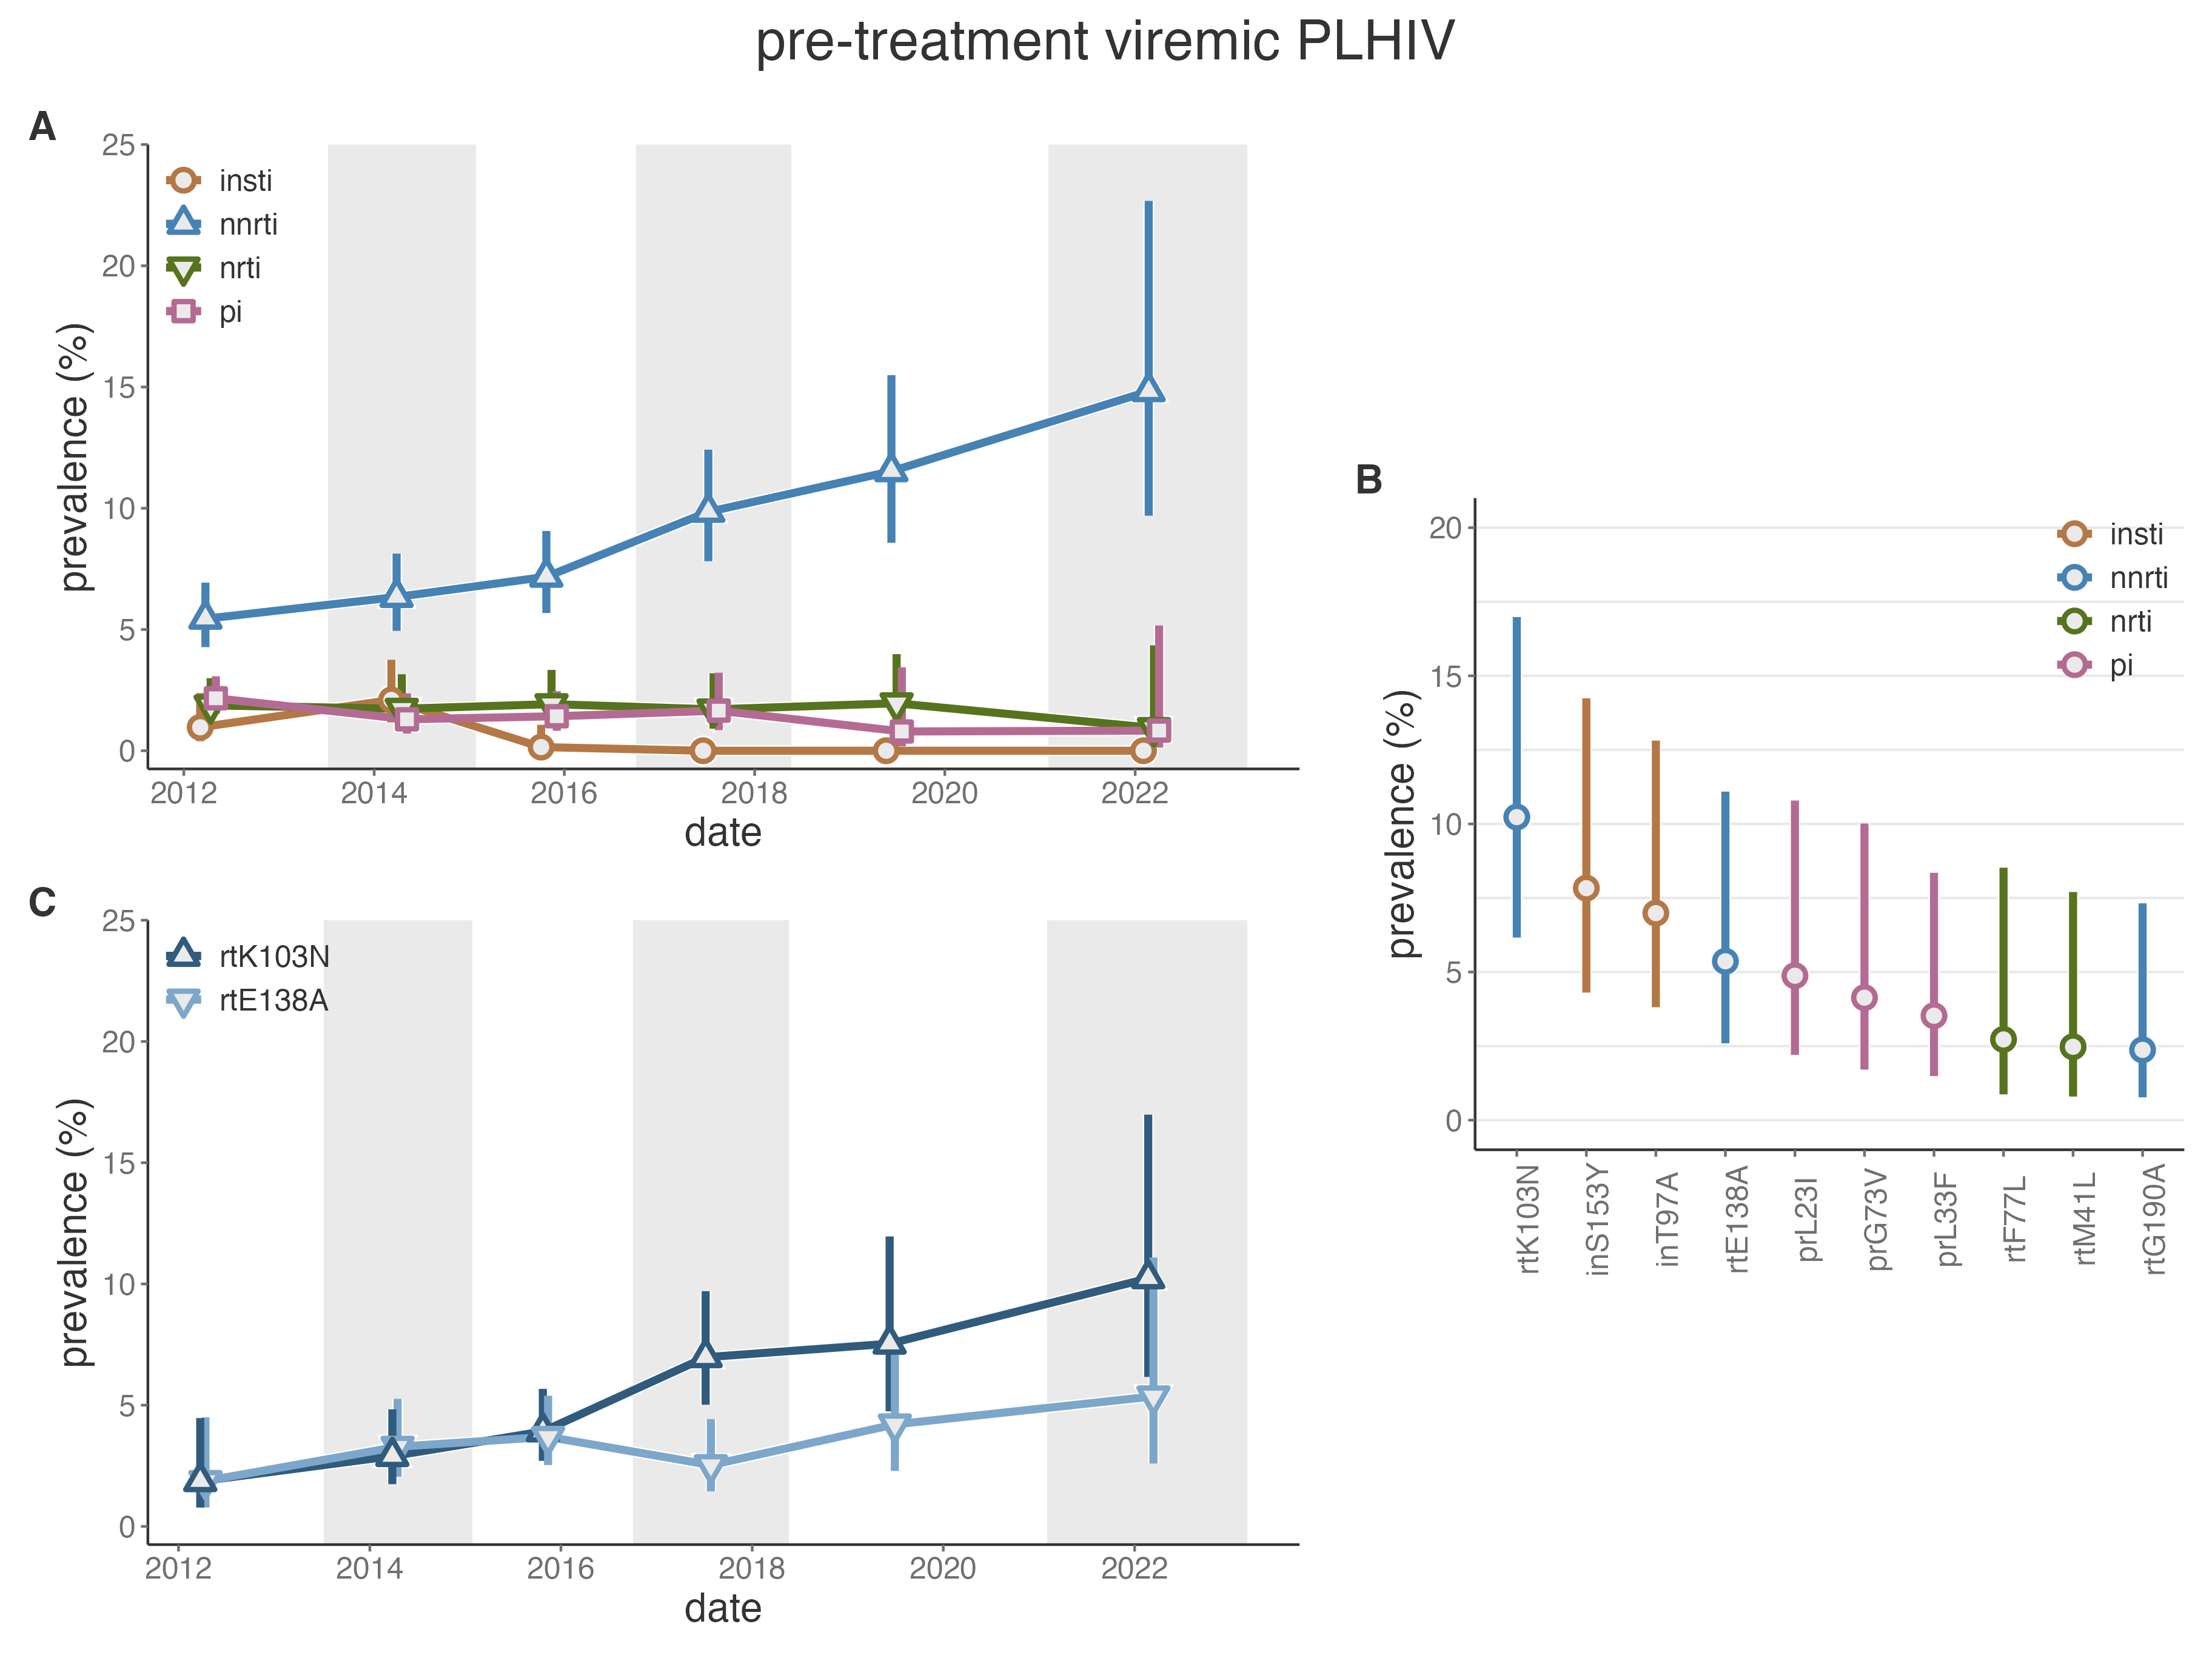 pre-treatment viremic PLHIV
A
25
20
15
10
5
0
prevalence (%)
insti
nnrti
nrti
pi
2012 2014 2016 2018 2020 2022
date
B
20
15
10
5
0
prevalence (%)
insti
nnrti
nrti
pi
rtK103N
inS153Y
inT97A
rtE138A
prL23I
prG73V
prL33F
rtF77L
rtM41L
rtG190A
C
25
20
15
10
5
0
prevalence (%)
rtK103N
rtE138A
2012 2014 2016 2018 2020 2022
date